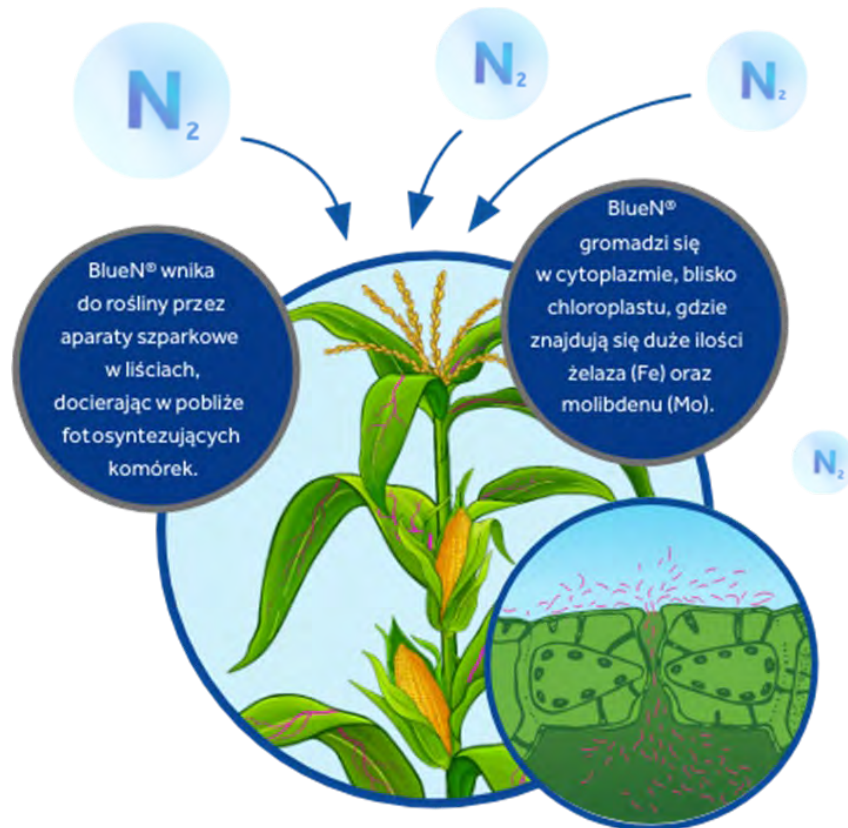 N₂
N₂
N₂
BlueN® wnika
do rośliny przez
aparaty szparkowe
w liściach,
docierając w pobliże
fotosyntezujących
komórek.
BlueN®
gromadzi się
w cytoplazmie, blisko
chloroplastu, gdzie
znajdują się duże ilości
żelaza (Fe) oraz
molibdenu (Mo).
N₂